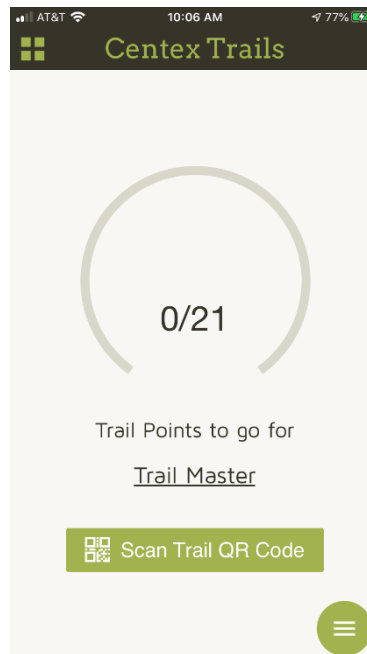 AT&T 10:06 AM 77%
Centex Trails
0/21
Trail Points to go for
Trail Master
Scan Trail QR Code